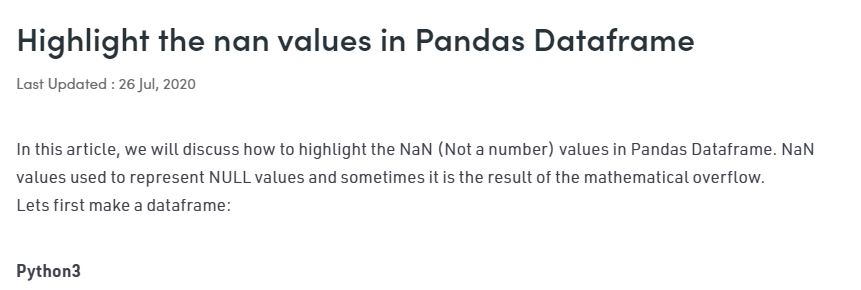 Highlight the nan values in Pandas Dataframe
Last Updated : 26 Jul, 2020
In this article, we will discuss how to highlight the NaN (Not a number) values in Pandas Dataframe. NaN
values used to represent NULL values and sometimes it is the result of the mathematical overflow.
Lets first make a dataframe:
Python3